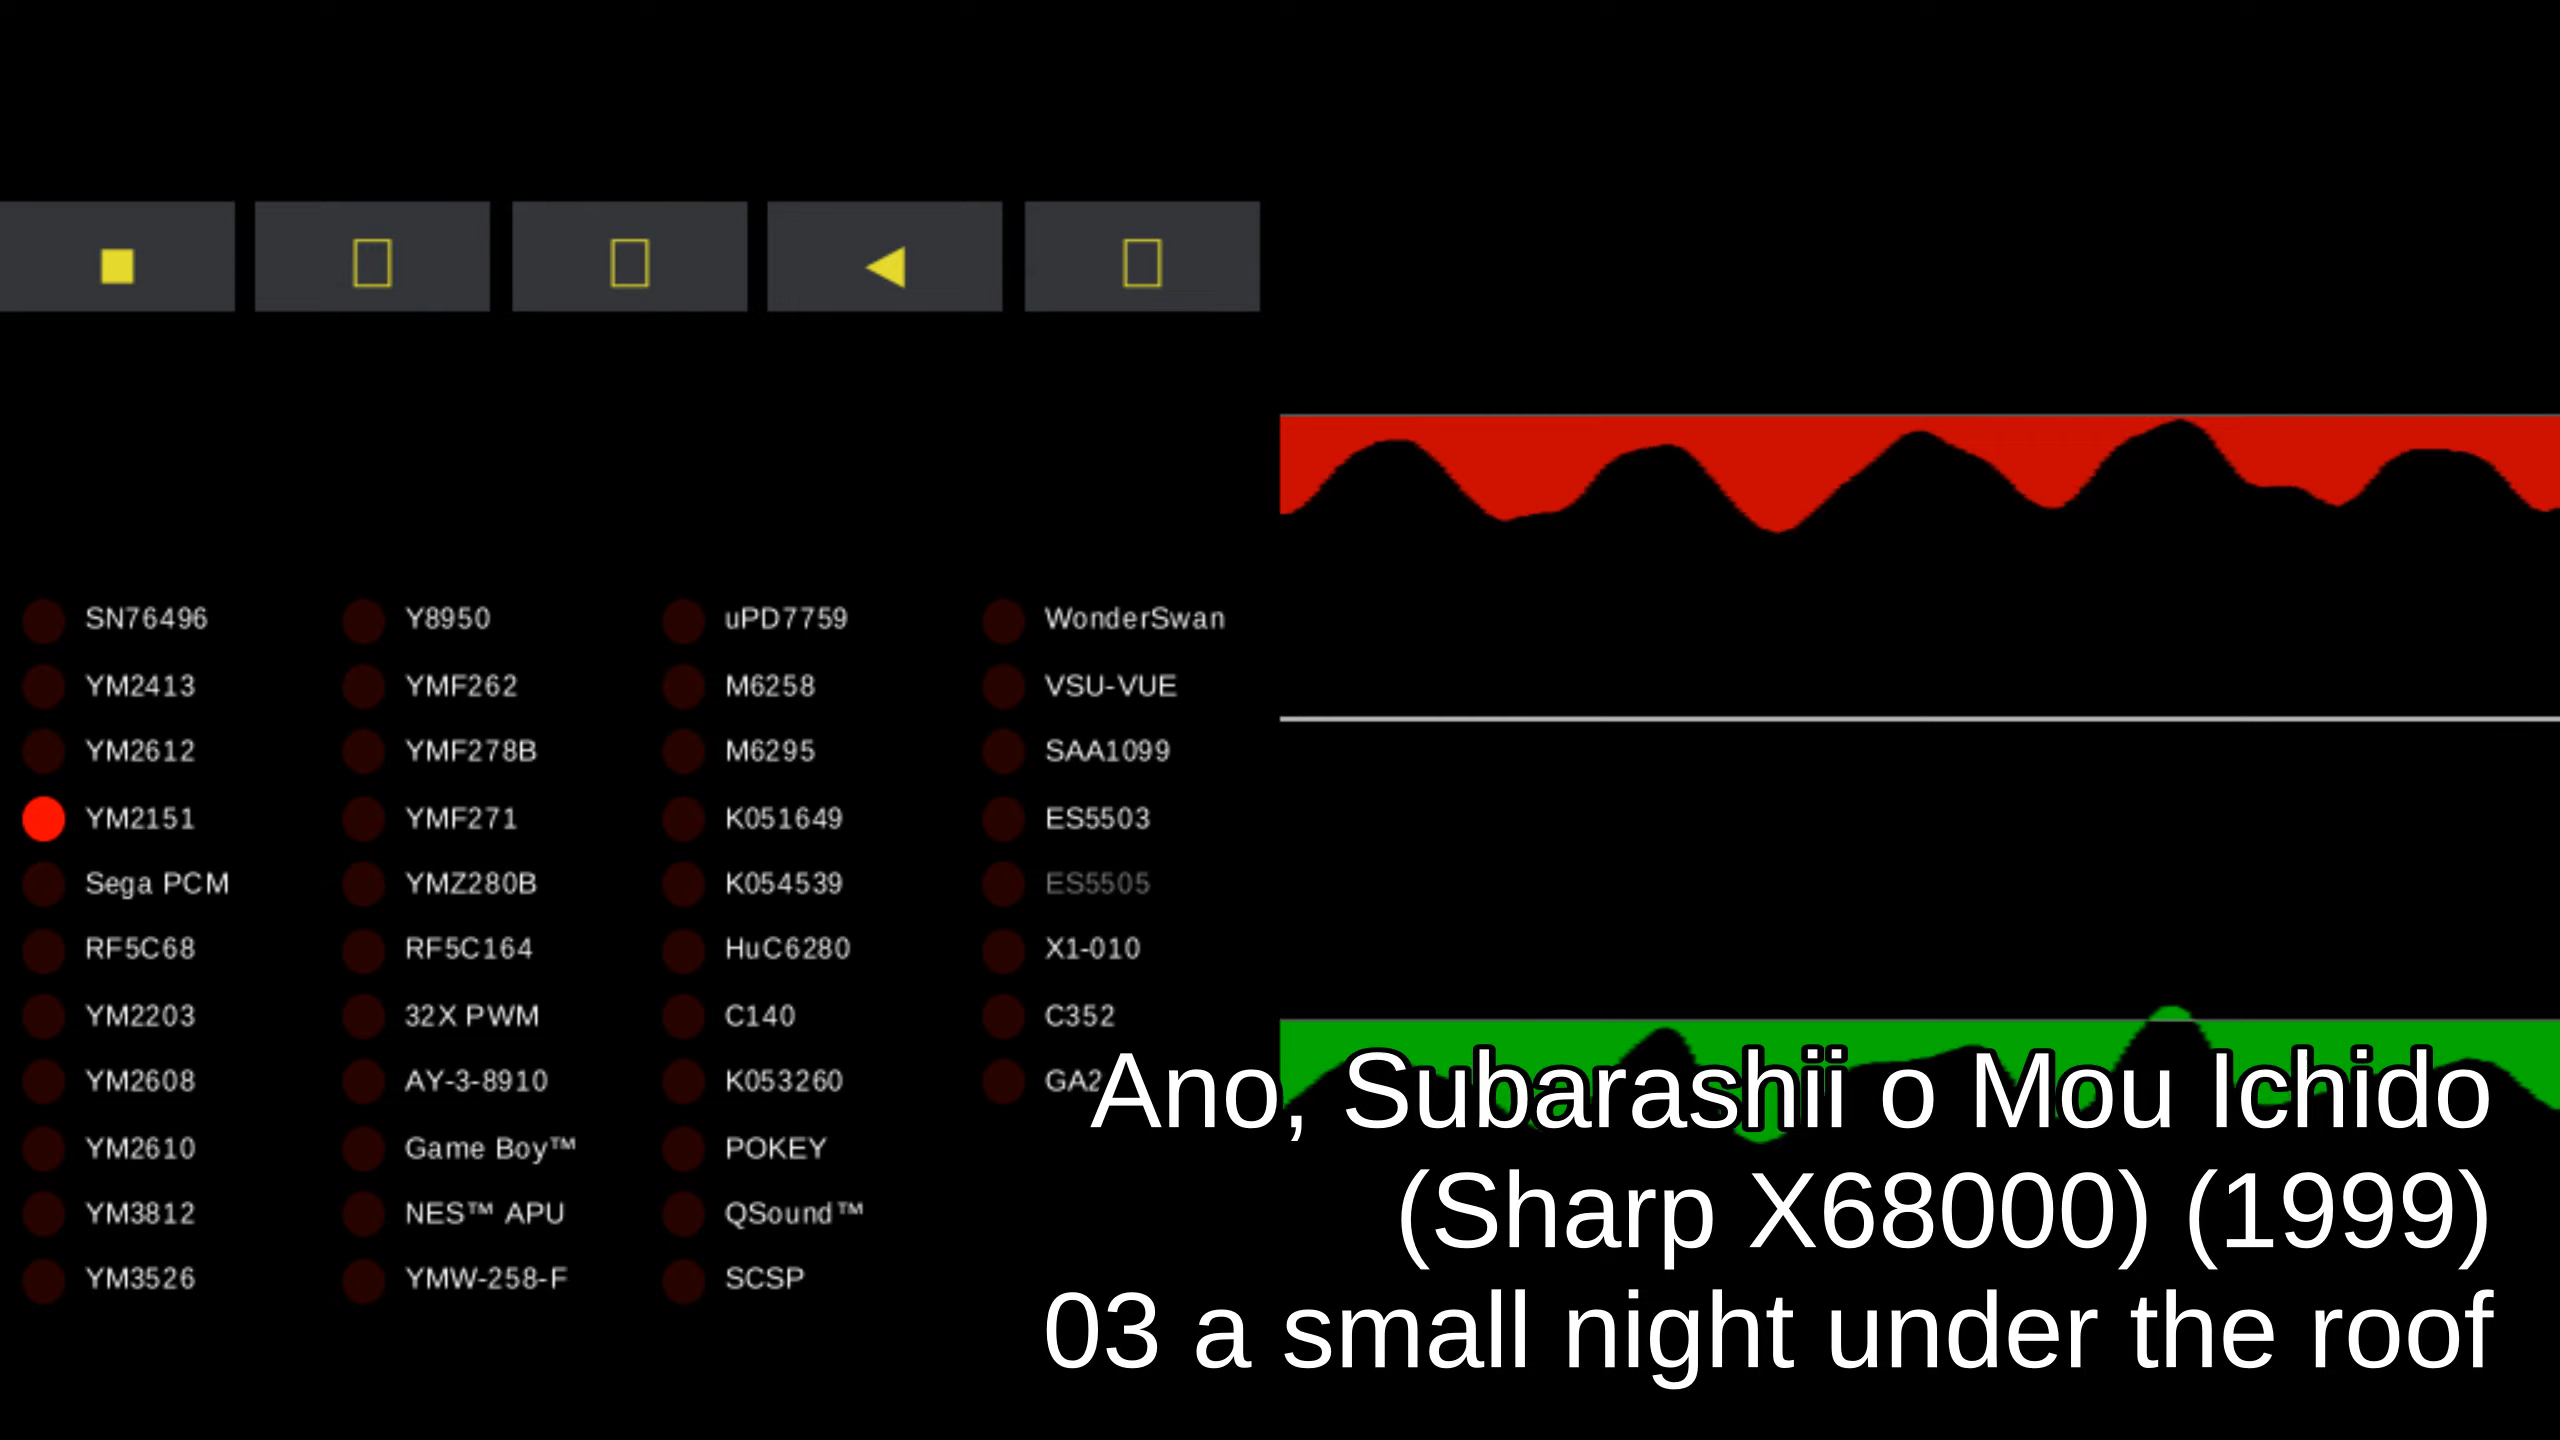 SN76496
YM2413
YM2612
YM2151
Sega PCM
RF5C68
YM2203
YM2608
YM2610
YM3812
YM3526
Y8950
YMF262
YMF278B
YMF271
YMZ280B
RF5C164
32X PWM
AY-3-8910
Game Boy™
NES™ APU
YMW-258-F
uPD7759
M6258
M6295
K051649
K054539
HuC6280
C140
K053260
POKEY
QSound™
SCSP
WonderSwan
VSU-VUE
SAA1099
ES5503
ES5505
X1-010
C352
Ano, Subarashii o Mou Ichido
(Sharp X68000) (1999)
03 a small night under the roof